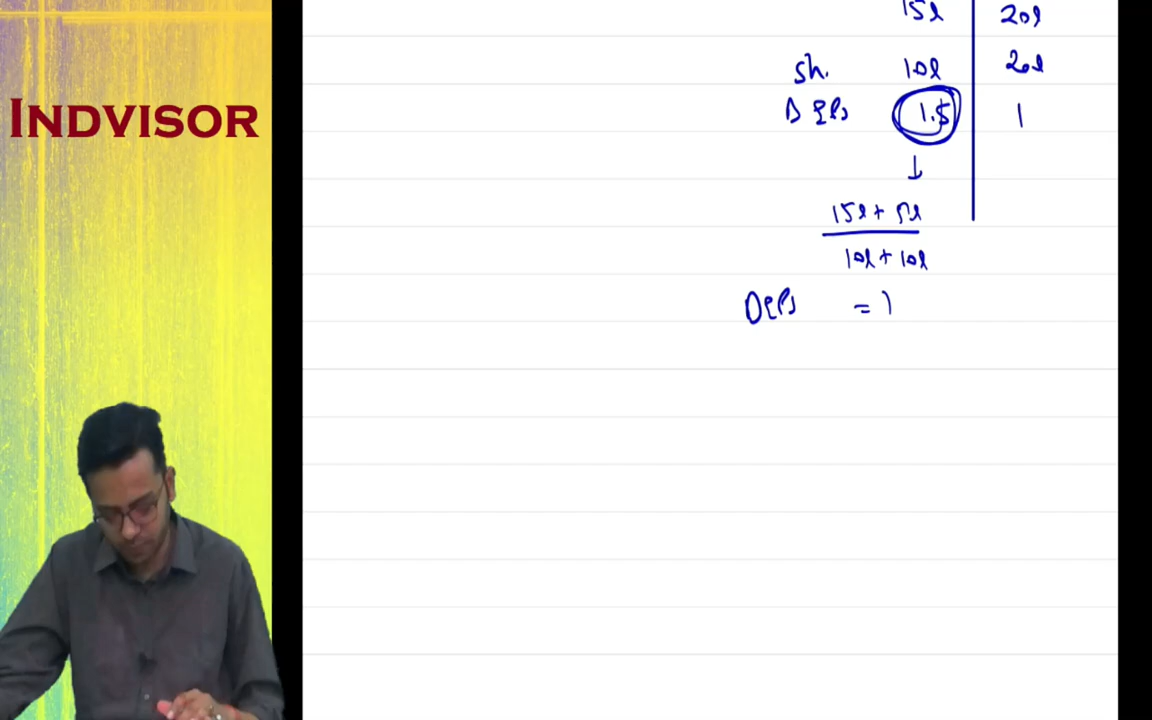 INDVISOR
15l 20l
Sh. 10l 20l
B EPS 1.5 1
↓
15l + 5l
10l + 10l
DEPS = 1